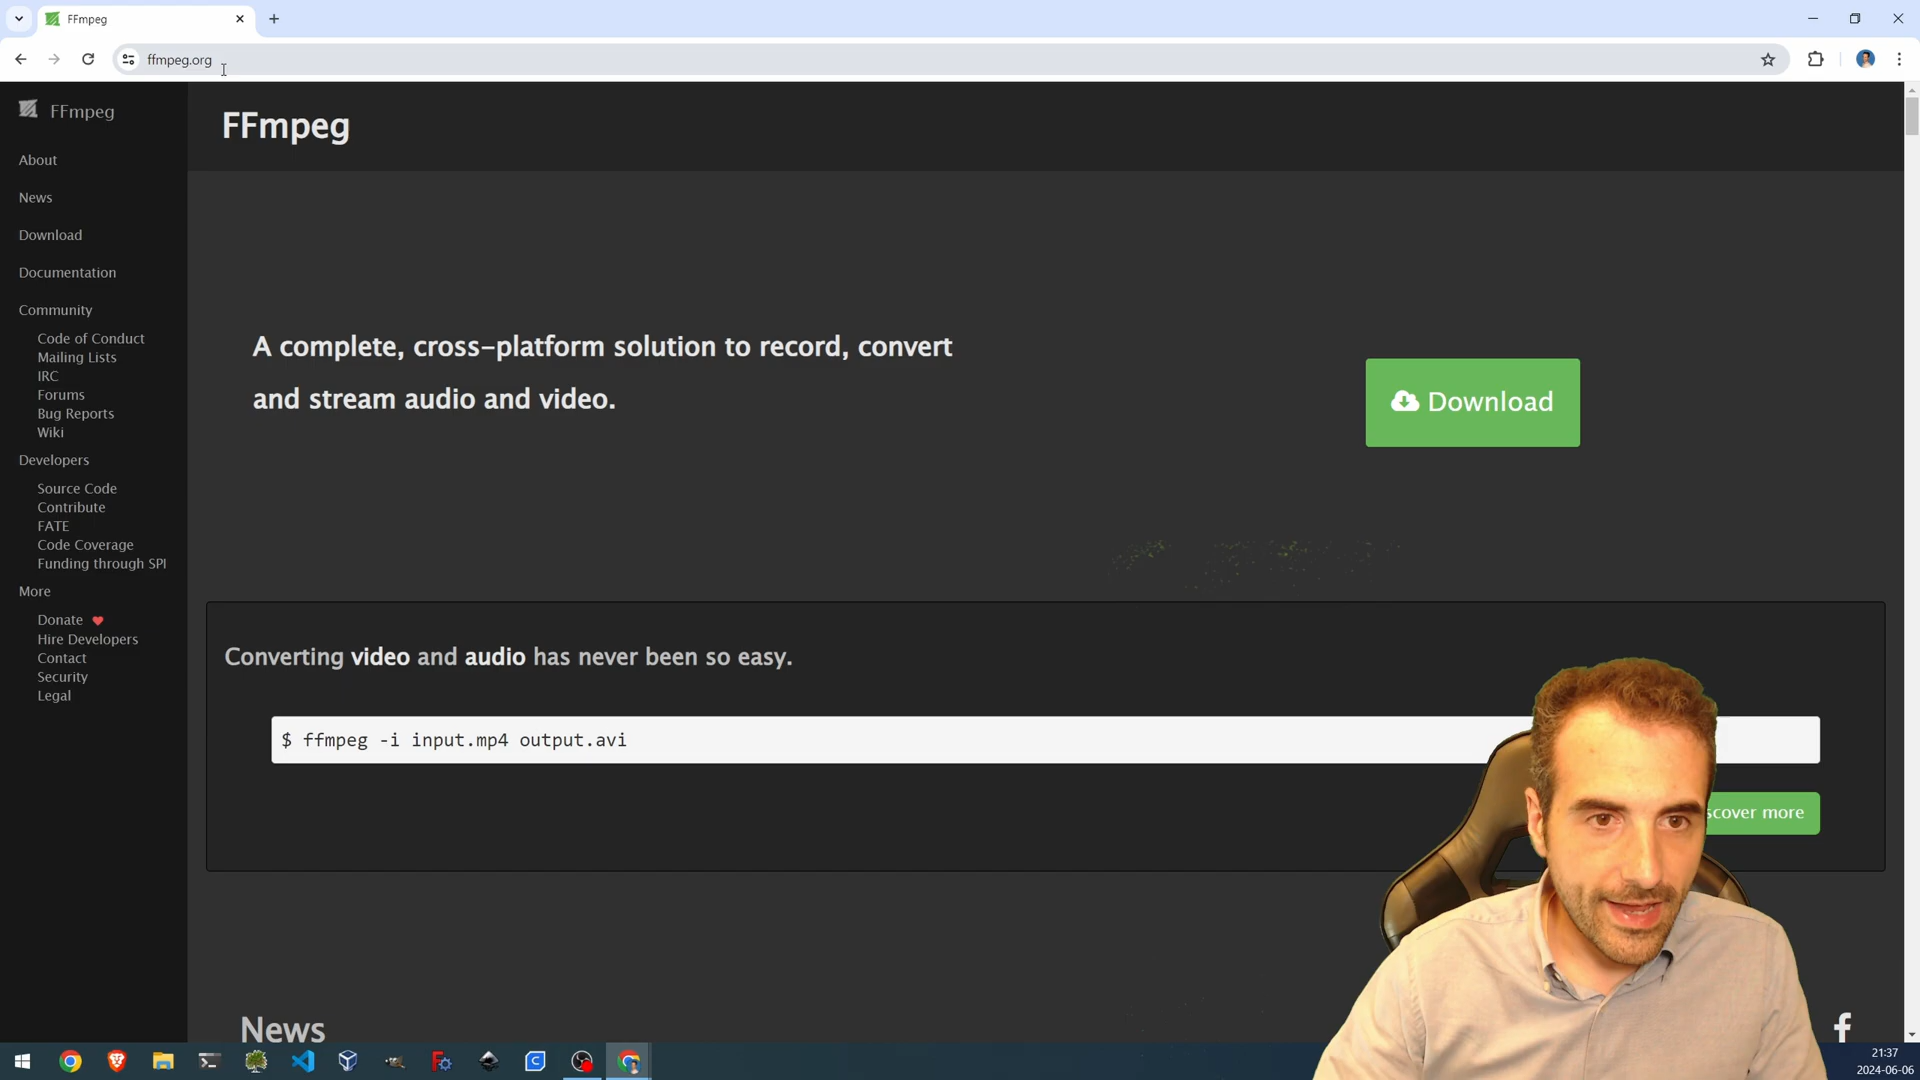 FFmpeg
ffmpeg.org
FFmpeg
About
News
Download
Documentation
Community
Code of Conduct
Mailing Lists
IRC
Forums
Bug Reports
Wiki
Developers
Source Code
Contribute
FATE
Code Coverage
Funding through SPI
More
Donate
Hire Developers
Contact
Security
Legal
FFmpeg
A complete, cross-platform solution to record, convert
and stream audio and video.
Download
Converting video and audio has never been so easy.
$ ffmpeg -i input.mp4 output.avi
scover more
News
21:37
2024-06-06